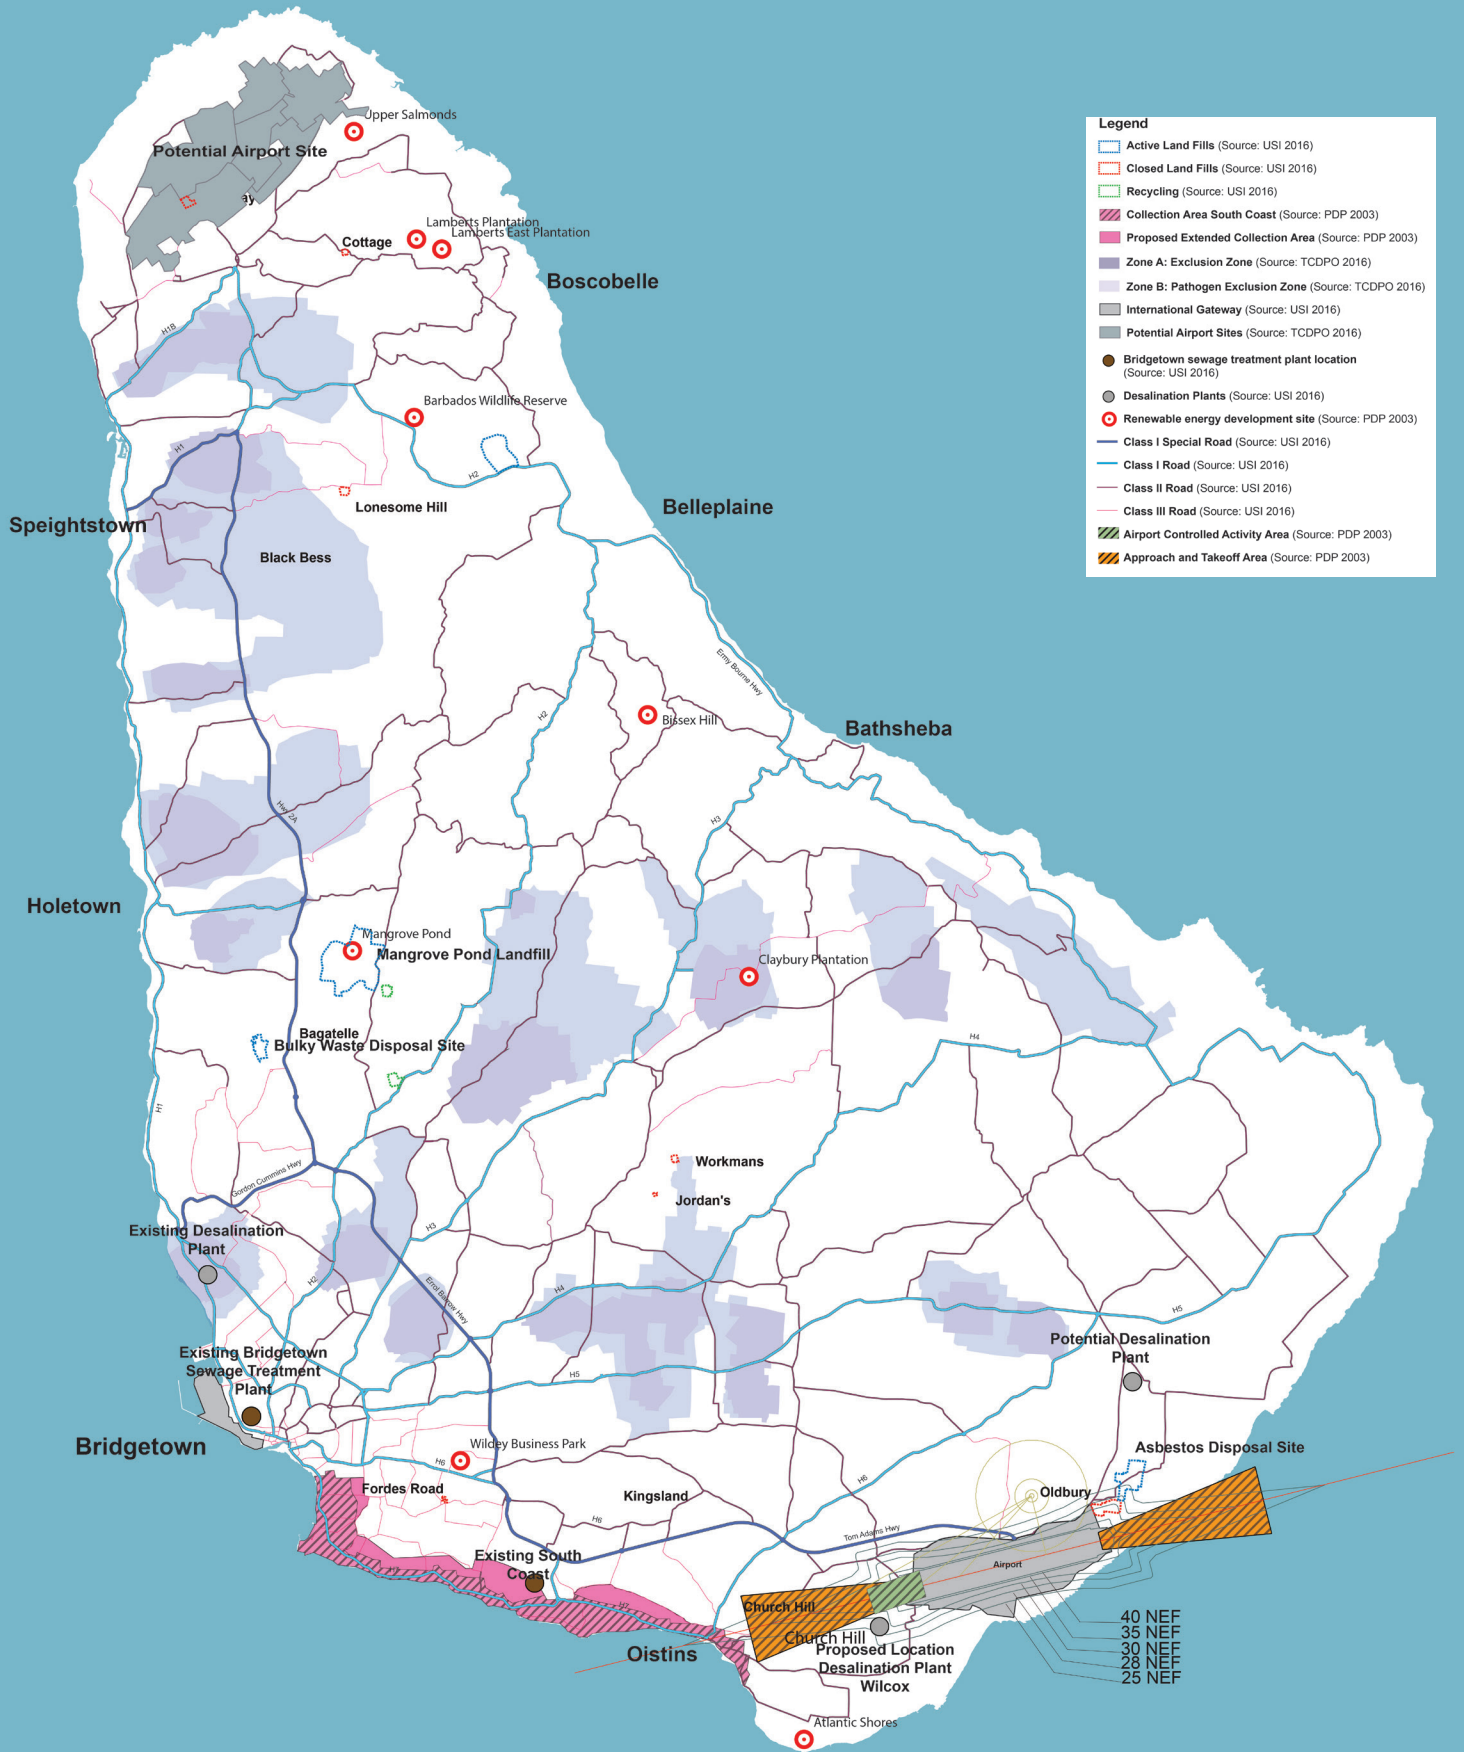 Upper Salmonds
Potential Airport Site
ay
Lamberts Plantation
Lamberts East Plantation
Cottage
Boscobelle
H1B
Barbados Wildlife Reserve
H1
H2
Lonesome Hill
Belleplaine
Speightstown
Black Bess
Ermy Bourne Hwy
H2
Bissex Hill
Bathsheba
Hwy 2A
H3
Holetown
Mangrove Pond
Mangrove Pond Landfill
Claybury Plantation
Bagatelle
Bulky Waste Disposal Site
H4
H1
Workmans
Gordon Cummins Hwy
Jordan's
Existing Desalination
Plant
H3
H2
Errol Barrow Hwy
H4
H5
Potential Desalination
Plant
Existing Bridgetown
Sewage Treatment
Plant
H5
Bridgetown
Wildey Business Park
H6
Asbestos Disposal Site
Fordes Road
Kingsland
H6
Oldbury
H6
Tom Adams Hwy
Existing South
Coast
Airport
H7
H7
Church Hill
Church Hill
Oistins
Proposed Location
Desalination Plant
Wilcox
40 NEF
35 NEF
30 NEF
28 NEF
25 NEF
Atlantic Shores
Legend
Active Land Fills (Source: USI 2016)
Closed Land Fills (Source: USI 2016)
Recycling (Source: USI 2016)
Collection Area South Coast (Source: PDP 2003)
Proposed Extended Collection Area (Source: PDP 2003)
Zone A: Exclusion Zone (Source: TCDPO 2016)
Zone B: Pathogen Exclusion Zone (Source: TCDPO 2016)
International Gateway (Source: USI 2016)
Potential Airport Sites (Source: TCDPO 2016)
Bridgetown sewage treatment plant location
(Source: USI 2016)
Desalination Plants (Source: USI 2016)
Renewable energy development site (Source: PDP 2003)
Class I Special Road (Source: USI 2016)
Class I Road (Source: USI 2016)
Class II Road (Source: USI 2016)
Class III Road (Source: USI 2016)
Airport Controlled Activity Area (Source: PDP 2003)
Approach and Takeoff Area (Source: PDP 2003)